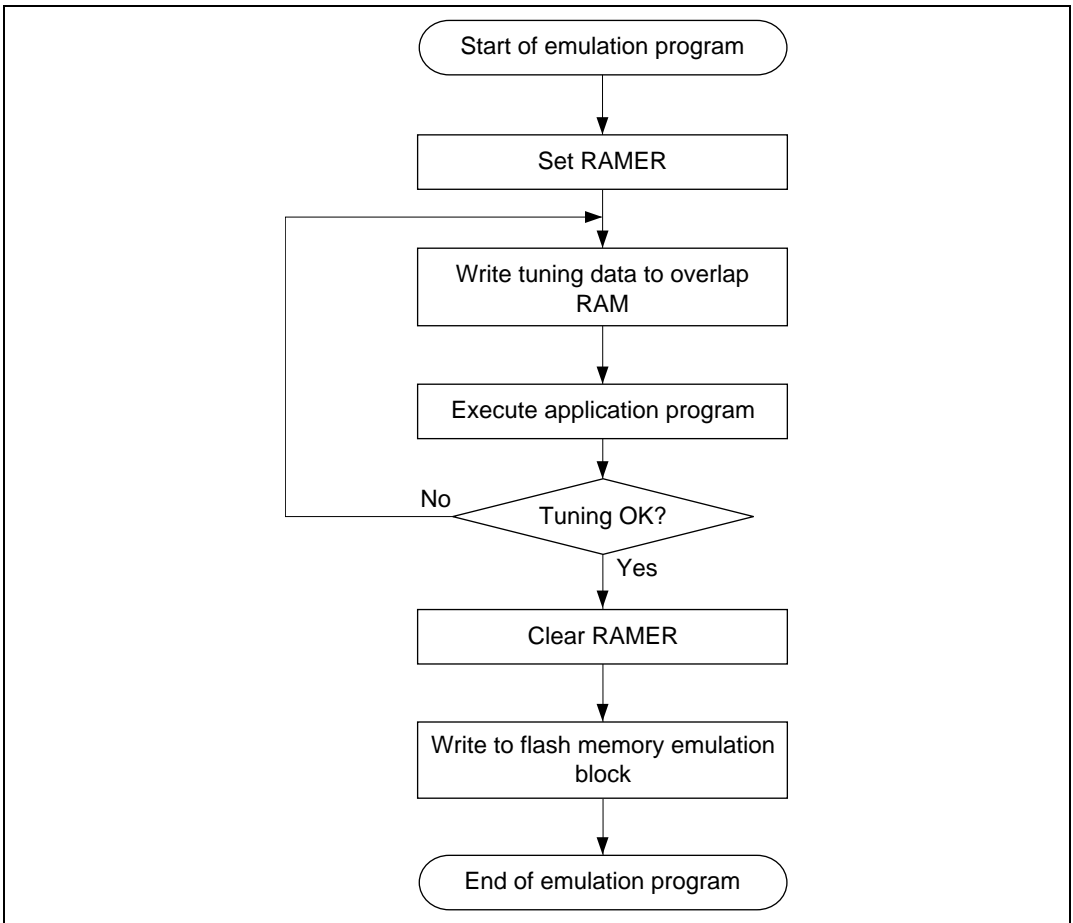 Start of emulation program
Set RAMER
Write tuning data to overlap
RAM
Execute application program
No
Tuning OK?
Yes
Clear RAMER
Write to flash memory emulation
block
End of emulation program